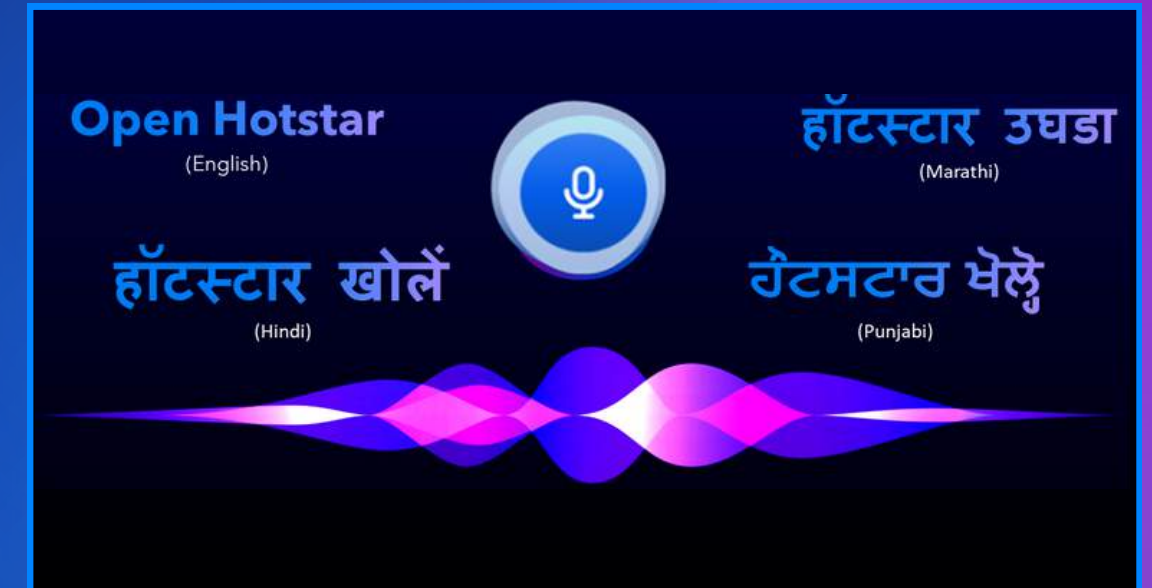 Open Hotstar
(English)
हॉटस्टार उघडा
(Marathi)
हॉटस्टार खोलें
(Hindi)
ਹੌਟਸਟਾਰ ਖੋਲ੍ਹੋ
(Punjabi)